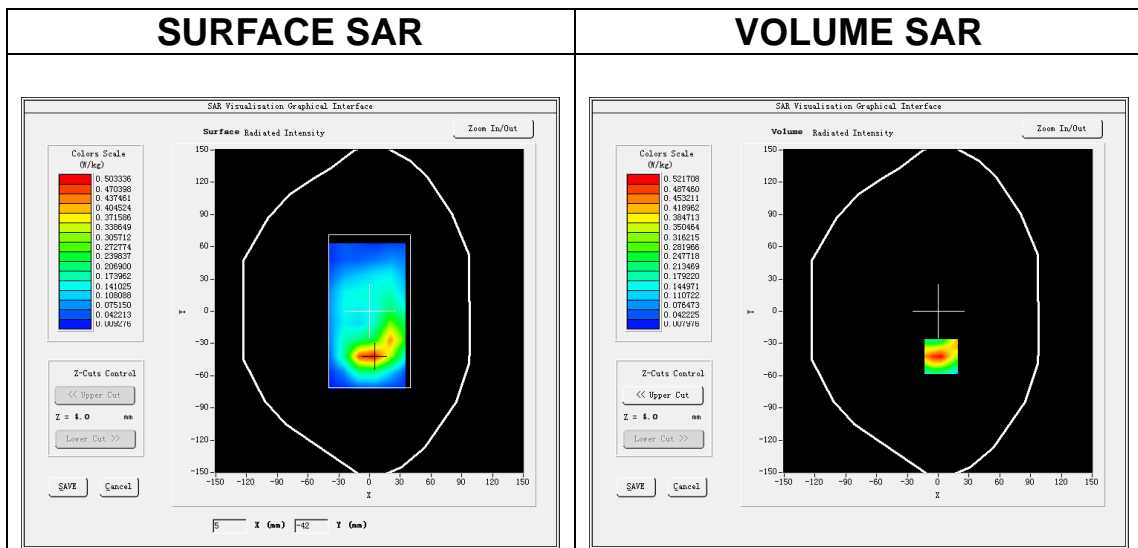 SURFACE SAR
VOLUME SAR
SAR Visualisation Graphical Interface
Surface Radiated Intensity
Zoom In/Out
Colors Scale
(W/kg)
0.503336
0.470398
0.437461
0.404524
0.371586
0.338649
0.305712
0.272774
0.239837
0.206900
0.173962
0.141025
0.108088
0.075150
0.042213
0.009276
Z-Cuts Control
<< Upper Cut
Z = 4.0 mm
Lower Cut >>
SAVE
Cancel
150
120
90
60
30
0
-30
-60
-90
-120
-150
Y
-150 -120 -90 -60 -30 0 30 60 90 120 150
X
5 X (mm) -42 Y (mm)
SAR Visualisation Graphical Interface
Volume Radiated Intensity
Zoom In/Out
Colors Scale
(W/kg)
0.521708
0.487460
0.453211
0.418962
0.384713
0.350464
0.316215
0.281966
0.247718
0.213469
0.179220
0.144971
0.110722
0.076473
0.042225
0.007976
Z-Cuts Control
<< Upper Cut
Z = 4.0 mm
Lower Cut >>
SAVE
Cancel
150
120
90
60
30
0
-30
-60
-90
-120
-150
Y
-150 -120 -90 -60 -30 0 30 60 90 120 150
X